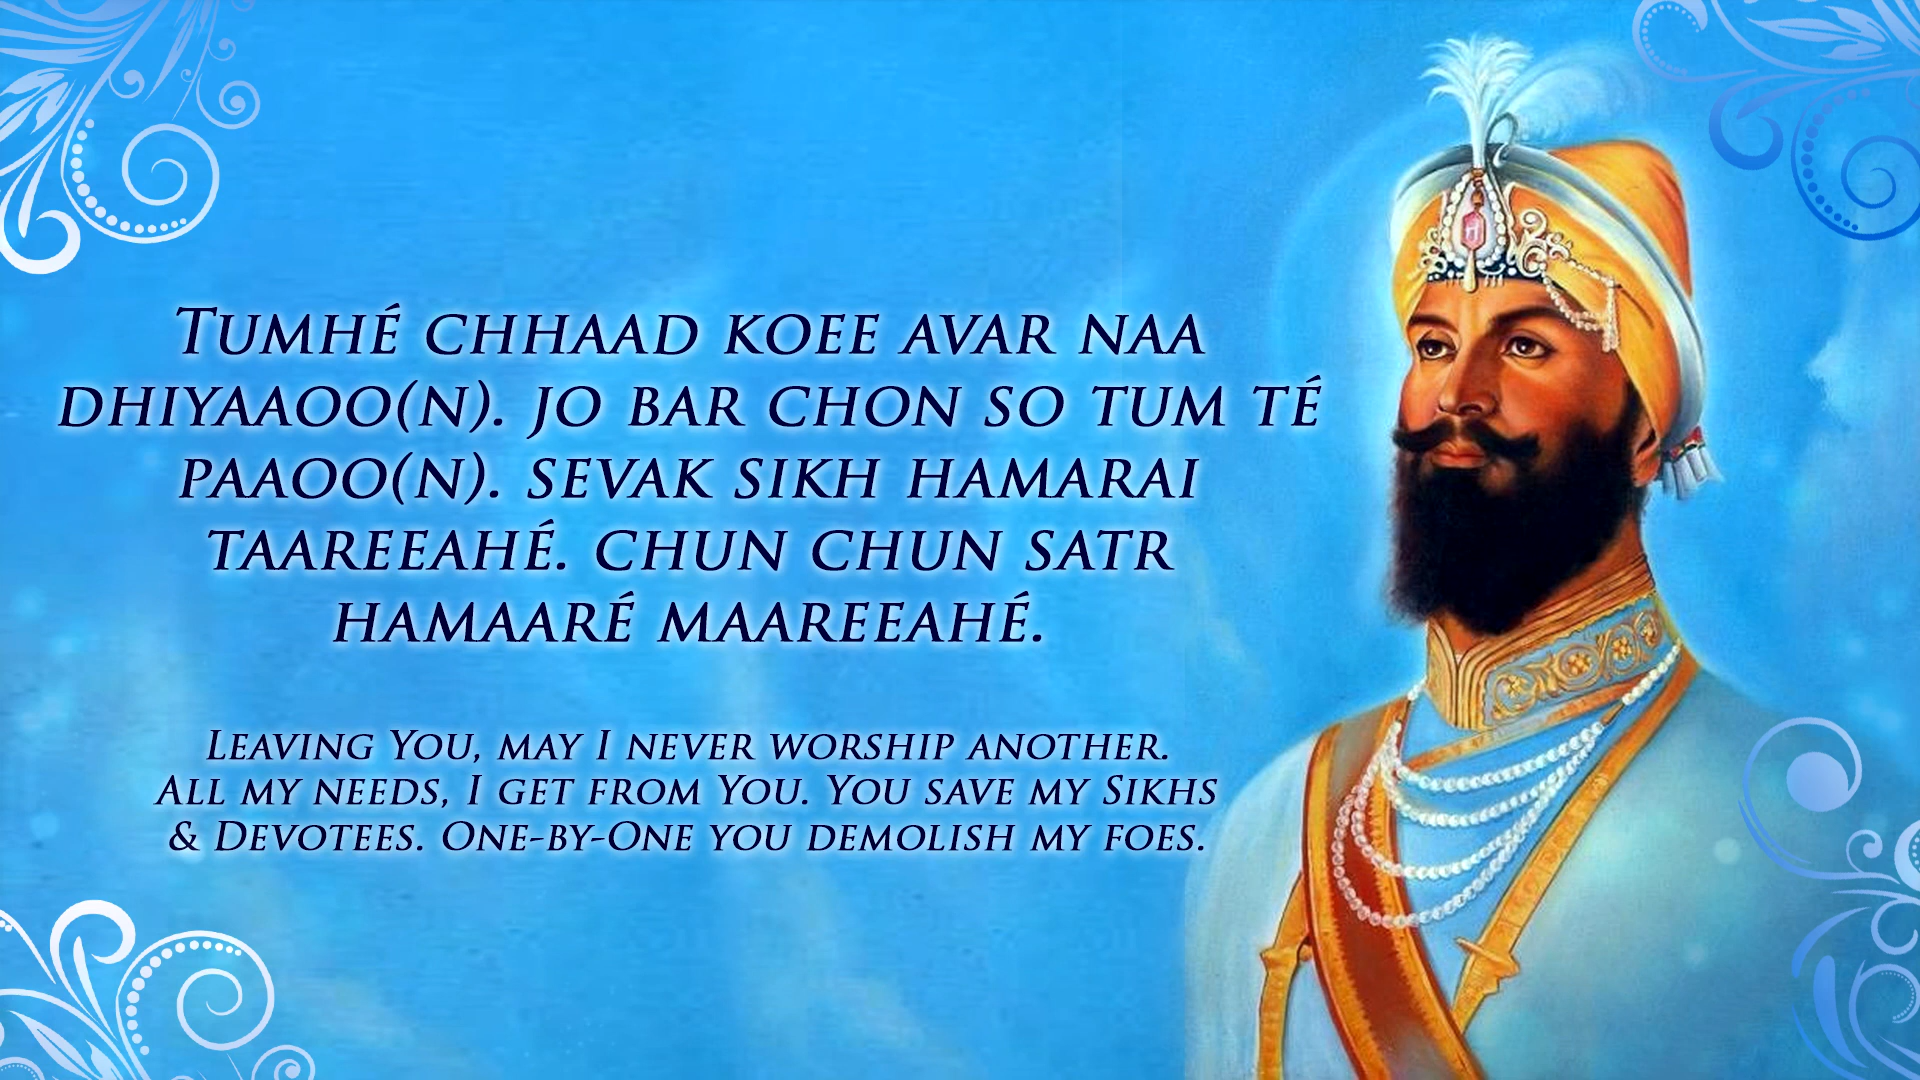 Tumhé chhaad koee avar naa
dhiyaaoo(n). jo bar chon so tum té
paaoo(n). sevak sikh hamarai
taareeahé. chun chun satr
hamaaré maareeahé.
Leaving You, may I never worship another.
All my needs, I get from You. You save my Sikhs
& Devotees. One-by-One you demolish my foes.